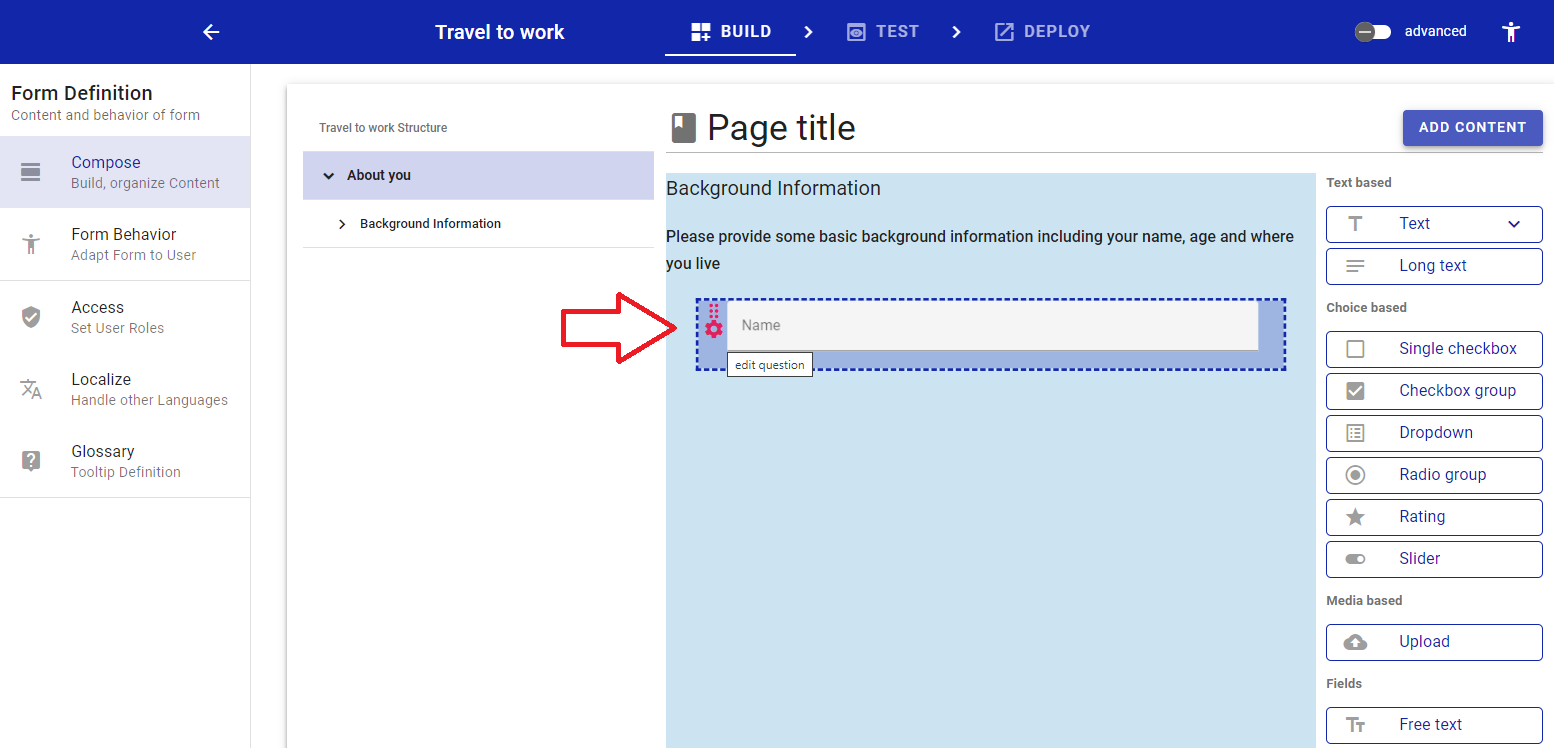 Travel to work
BUILD
TEST
DEPLOY
advanced
Form Definition
Content and behavior of form
Compose
Build, organize Content
Form Behavior
Adapt Form to User
Access
Set User Roles
Localize
Handle other Languages
Glossary
Tooltip Definition
Travel to work Structure
About you
Background Information
Page title
ADD CONTENT
Background Information
Please provide some basic background information including your name, age and where
you live
Name
edit question
Text based
Text
Long text
Choice based
Single checkbox
Checkbox group
Dropdown
Radio group
Rating
Slider
Media based
Upload
Fields
Free text